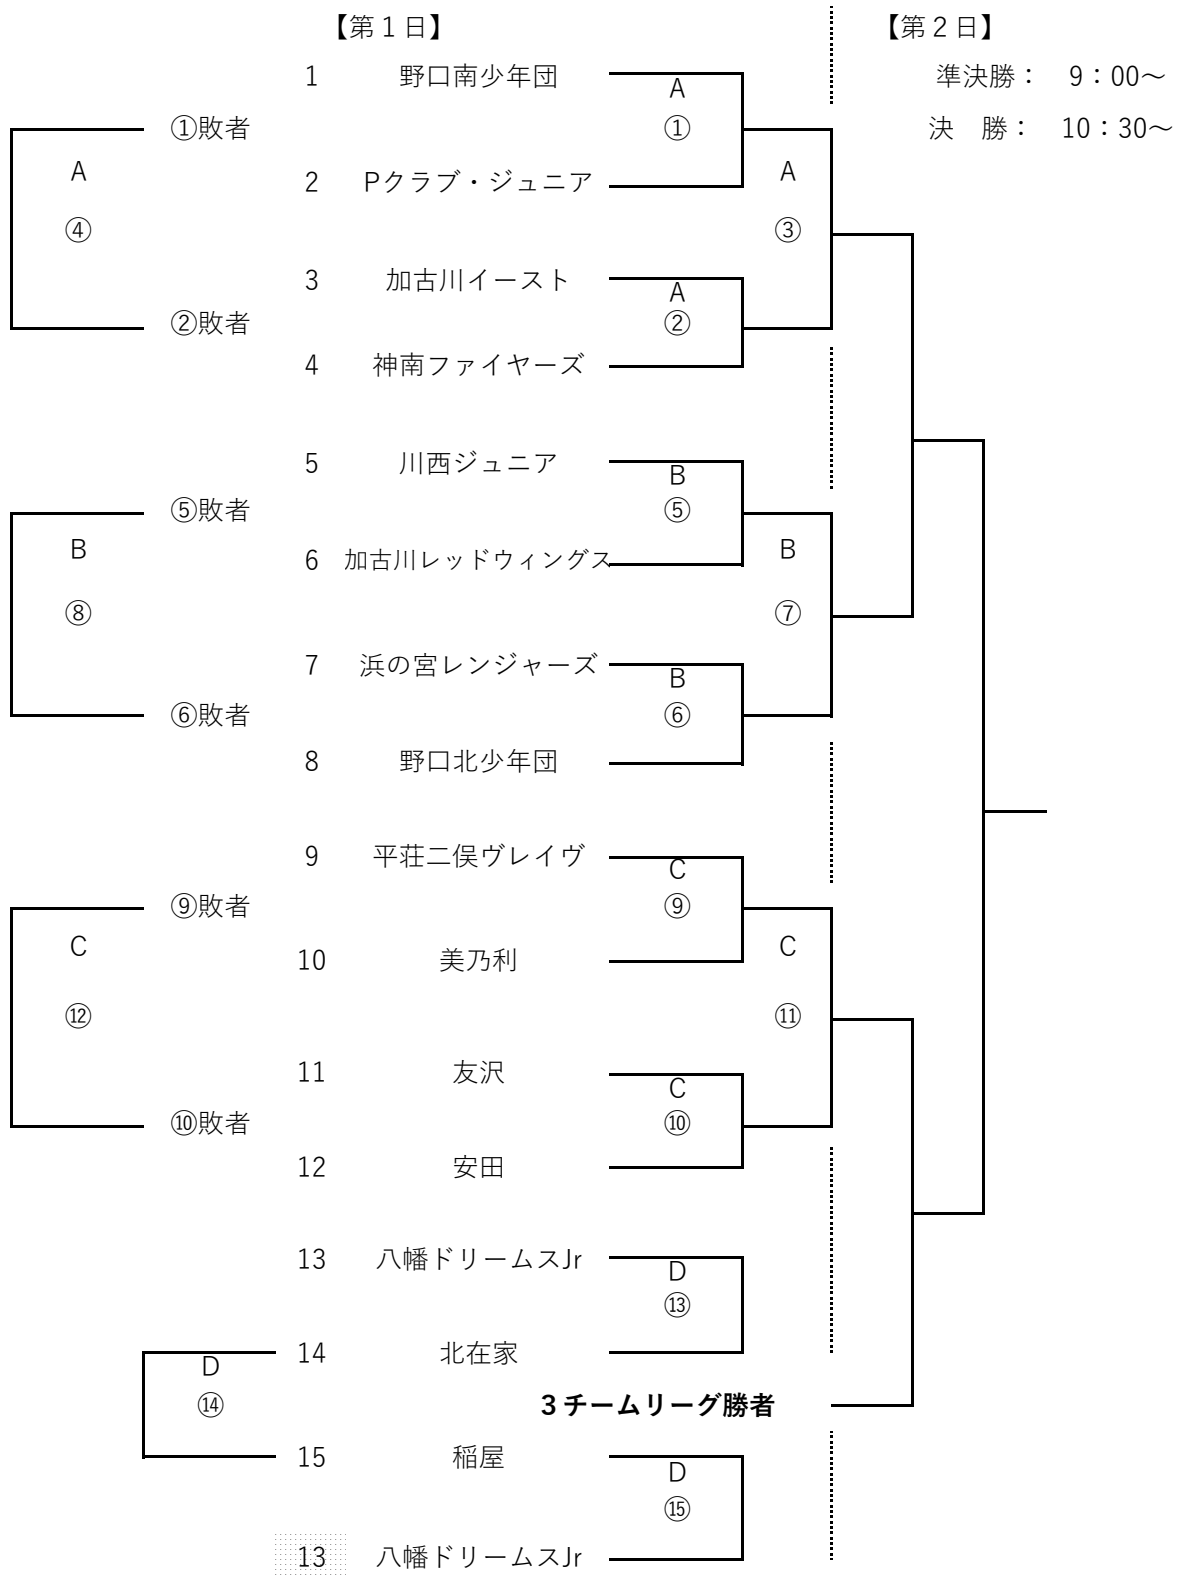 【第１日】 【第２日】
1 野口南少年団 A 準決勝： 9：00～
①敗者 ① 決　勝： 10：30～
A A
2 Pクラブ・ジュニア
④ ③
3 加古川イースト A
②敗者 ②
4 神南ファイヤーズ
5 川西ジュニア B
⑤敗者 ⑤
B B
6 加古川レッドウィングス
⑧ ⑦
7 浜の宮レンジャーズ B
⑥敗者 ⑥
8 野口北少年団
9 平荘二俣ヴレイヴ C
⑨敗者 ⑨
C C
10 美乃利
⑫ ⑪
11 友沢 C
⑩敗者 ⑩
12 安田
13 八幡ドリームスJr D
⑬
14 北在家
D
⑭ ３チームリーグ勝者
15 稲屋 D
⑮
13 八幡ドリームスJr